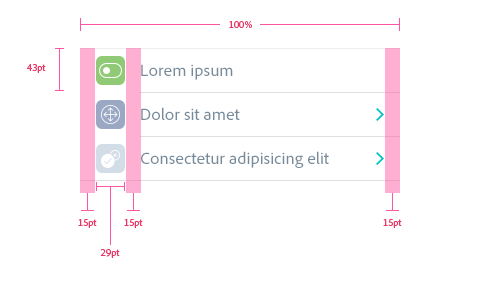 100%
43pt
Lorem ipsum
Dolor sit amet
Consectetur adipisicing elit
15pt 15pt 15pt
29pt